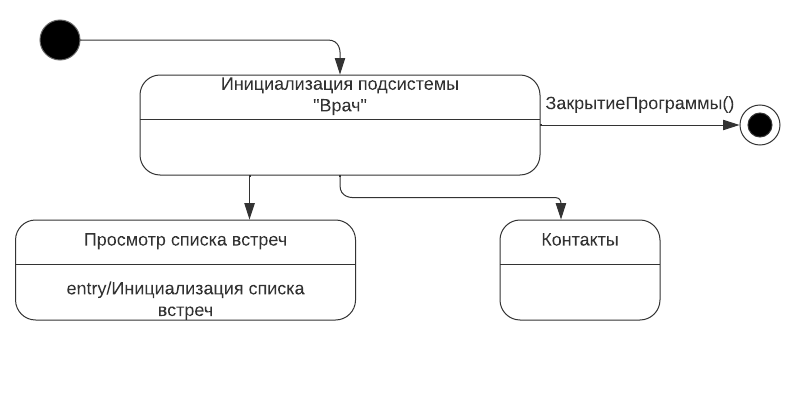 Инициализация подсистемы
"Врач"
ЗакрытиеПрограммы()
Просмотр списка встреч
entry/Инициализация списка
встреч
Контакты